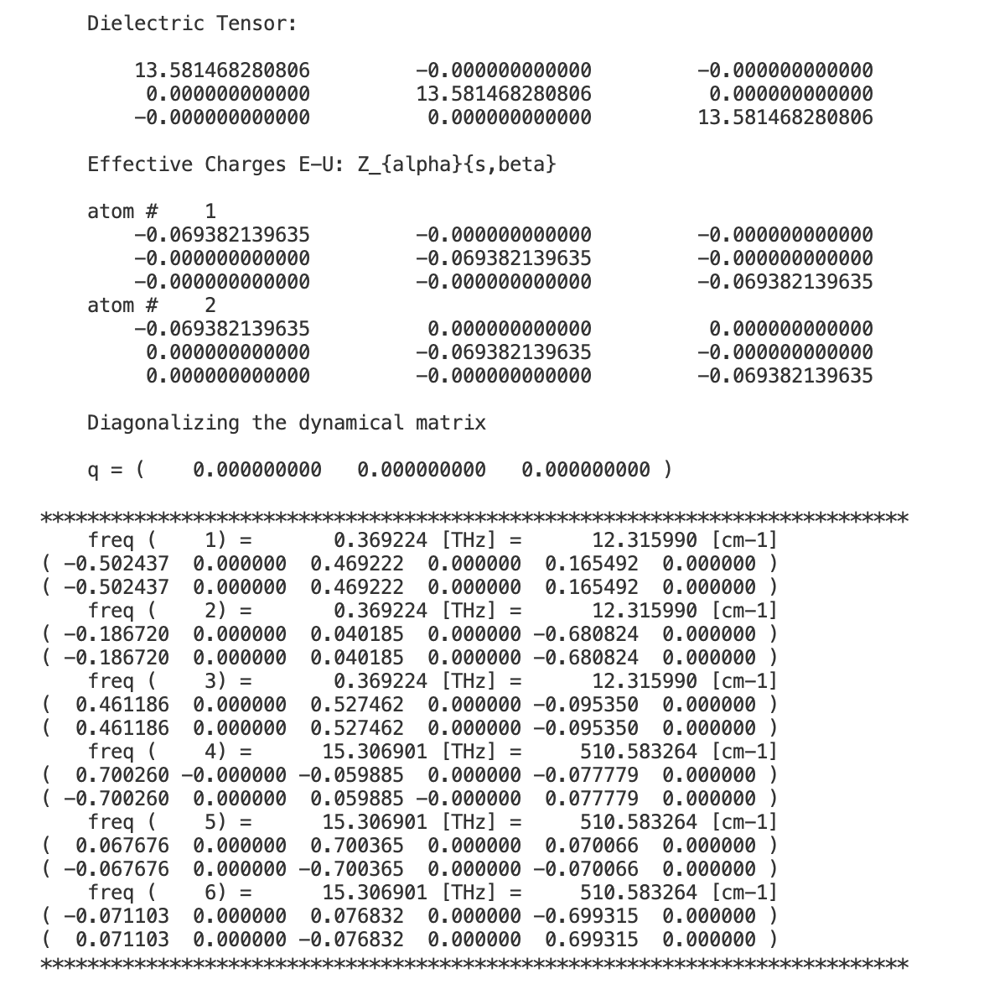 Dielectric Tensor:
13.581468280806 -0.000000000000 -0.000000000000
0.000000000000 13.581468280806 0.000000000000
-0.000000000000 0.000000000000 13.581468280806
Effective Charges E-U: Z_{alpha}{s,beta}
atom # 1
-0.069382139635 -0.000000000000 -0.000000000000
-0.000000000000 -0.069382139635 -0.000000000000
-0.000000000000 -0.000000000000 -0.069382139635
atom # 2
-0.069382139635 0.000000000000 0.000000000000
0.000000000000 -0.069382139635 -0.000000000000
0.000000000000 -0.000000000000 -0.069382139635
Diagonalizing the dynamical matrix
q = ( 0.000000000 0.000000000 0.000000000 )
**************************************************************************
freq ( 1) = 0.369224 [THz] = 12.315990 [cm-1]
( -0.502437 0.000000 0.469222 0.000000 0.165492 0.000000 )
( -0.502437 0.000000 0.469222 0.000000 0.165492 0.000000 )
freq ( 2) = 0.369224 [THz] = 12.315990 [cm-1]
( -0.186720 0.000000 0.040185 0.000000 -0.680824 0.000000 )
( -0.186720 0.000000 0.040185 0.000000 -0.680824 0.000000 )
freq ( 3) = 0.369224 [THz] = 12.315990 [cm-1]
( 0.461186 0.000000 0.527462 0.000000 -0.095350 0.000000 )
( 0.461186 0.000000 0.527462 0.000000 -0.095350 0.000000 )
freq ( 4) = 15.306901 [THz] = 510.583264 [cm-1]
( 0.700260 -0.000000 -0.059885 0.000000 -0.077779 0.000000 )
( -0.700260 0.000000 0.059885 -0.000000 0.077779 0.000000 )
freq ( 5) = 15.306901 [THz] = 510.583264 [cm-1]
( 0.067676 0.000000 0.700365 0.000000 0.070066 0.000000 )
( -0.067676 0.000000 -0.700365 0.000000 -0.070066 0.000000 )
freq ( 6) = 15.306901 [THz] = 510.583264 [cm-1]
( -0.071103 0.000000 0.076832 0.000000 -0.699315 0.000000 )
( 0.071103 0.000000 -0.076832 0.000000 0.699315 0.000000 )
**************************************************************************